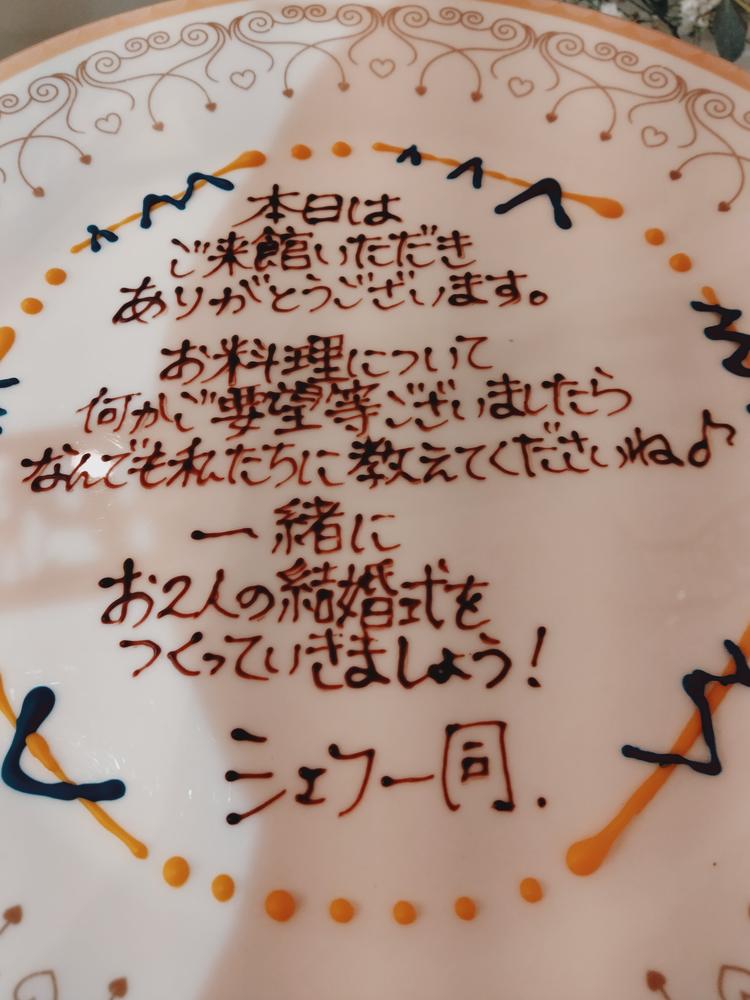 本日は
ご来館いただき
ありがとうございます。
お料理について
何かご要望等ございましたら
なんでも私たちに教えてくださいね♪
一緒に
お2人の結婚式を
つくっていきましょう！
シェフ一同.